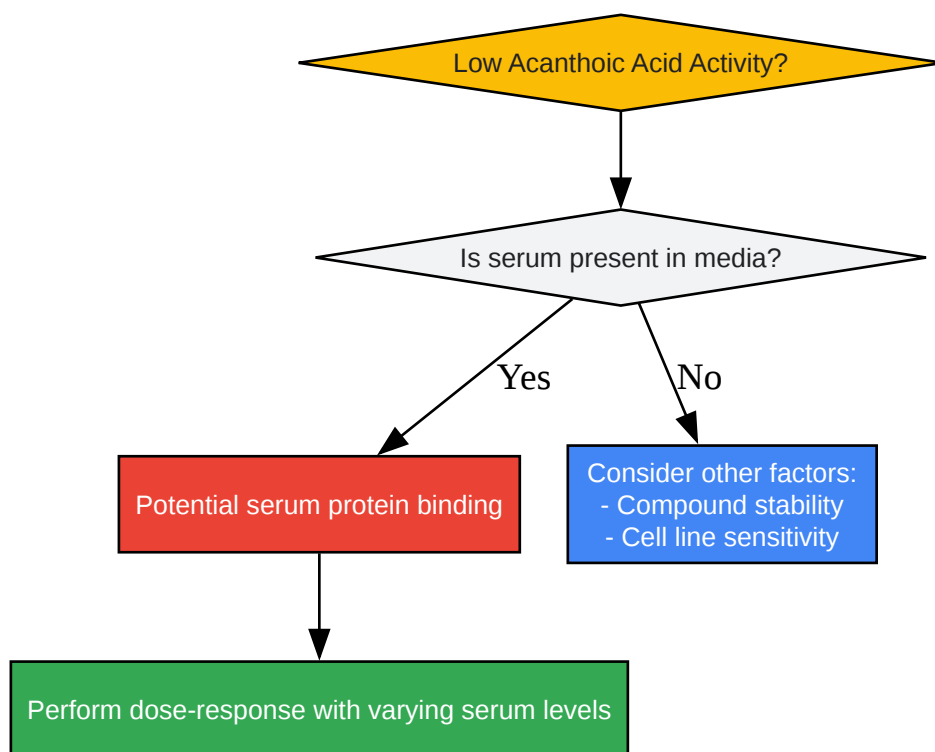 Low Acanthoic Acid Activity?
Is serum present in media?
Yes
No
Potential serum protein binding
Consider other factors:
- Compound stability
- Cell line sensitivity
Perform dose-response with varying serum levels